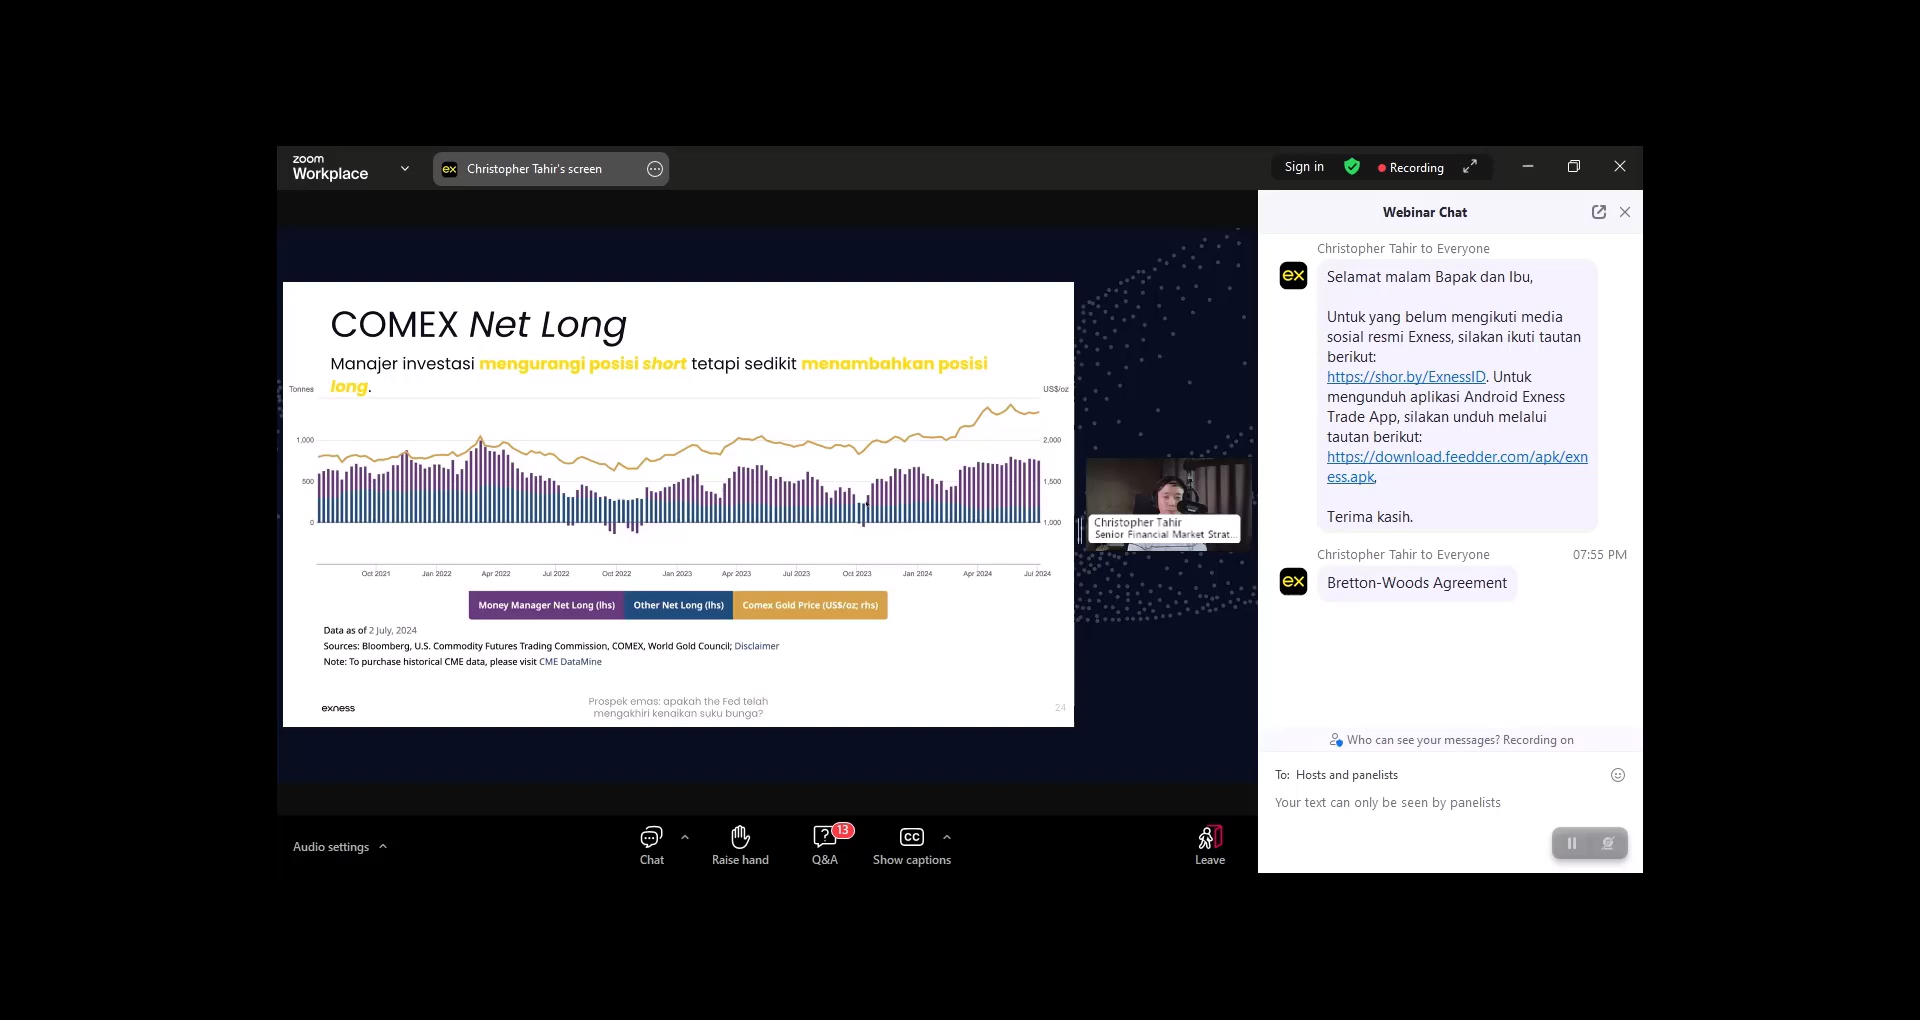 zoom
Workplace
ex
Christopher Tahir's screen
Sign in
Recording
COMEX Net Long
Manajer investasi mengurangi posisi short tetapi sedikit menambahkan posisi
long.
Tonnes
US$/oz
1,000
2,000
500
1,500
0
1,000
Oct 2021
Jan 2022
Apr 2022
Jul 2022
Oct 2022
Jan 2023
Apr 2023
Jul 2023
Oct 2023
Jan 2024
Apr 2024
Jul 2024
Money Manager Net Long (lhs)
Other Net Long (lhs)
Comex Gold Price (US$/oz; rhs)
Data as of 2 July, 2024
Sources: Bloomberg, U.S. Commodity Futures Trading Commission, COMEX, World Gold Council; Disclaimer
Note: To purchase historical CME data, please visit CME DataMine
exness
Prospek emas: apakah the Fed telah
mengakhiri kenaikan suku bunga?
24
Christopher Tahir
Senior Financial Market Strat...
Webinar Chat
Christopher Tahir to Everyone
ex
Selamat malam Bapak dan Ibu,
Untuk yang belum mengikuti media
sosial resmi Exness, silakan ikuti tautan
berikut:
https://shor.by/ExnessID. Untuk
mengunduh aplikasi Android Exness
Trade App, silakan unduh melalui
tautan berikut:
https://download.feedder.com/apk/exn
ess.apk,
Terima kasih.
Christopher Tahir to Everyone
07:55 PM
ex
Bretton-Woods Agreement
Who can see your messages? Recording on
To: Hosts and panelists
Your text can only be seen by panelists
Audio settings
Chat
Raise hand
13
Q&A
CC
Show captions
Leave